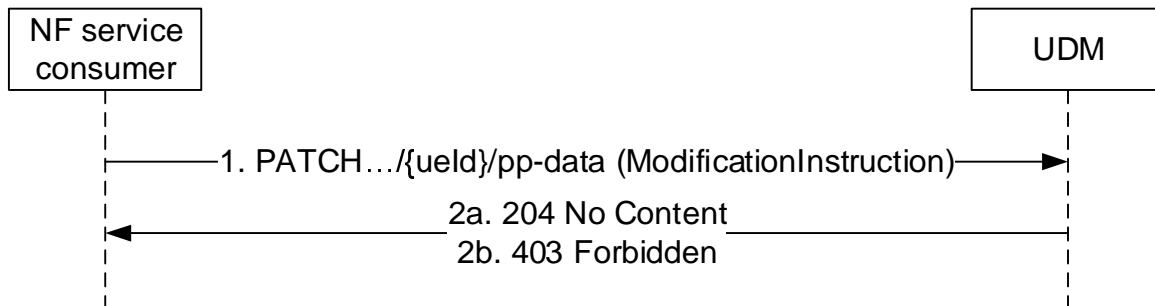 NF service
consumer
UDM
1. PATCH…/{ueId}/pp-data (ModificationInstruction)
2a. 204 No Content
2b. 403 Forbidden